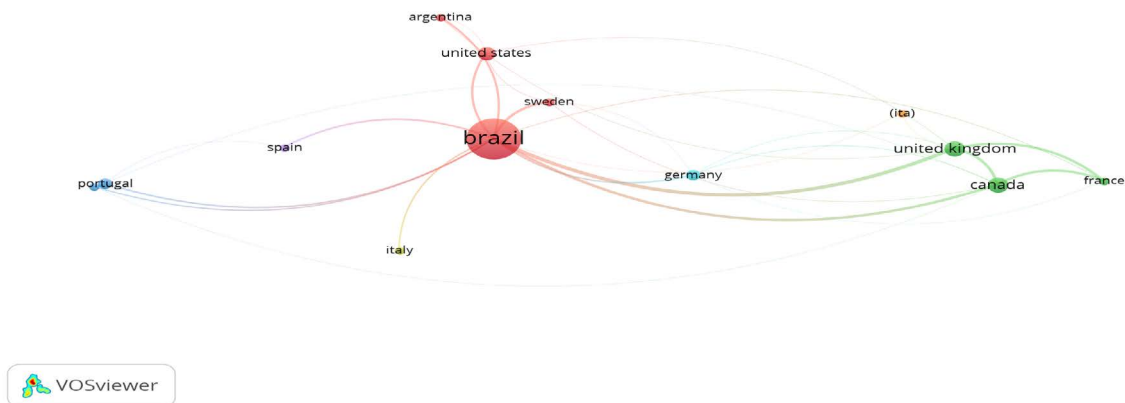 argentina
united states
sweden
(ita)
brazil
spain
united kingdom
germany
portugal
canada
france
italy
VOSviewer